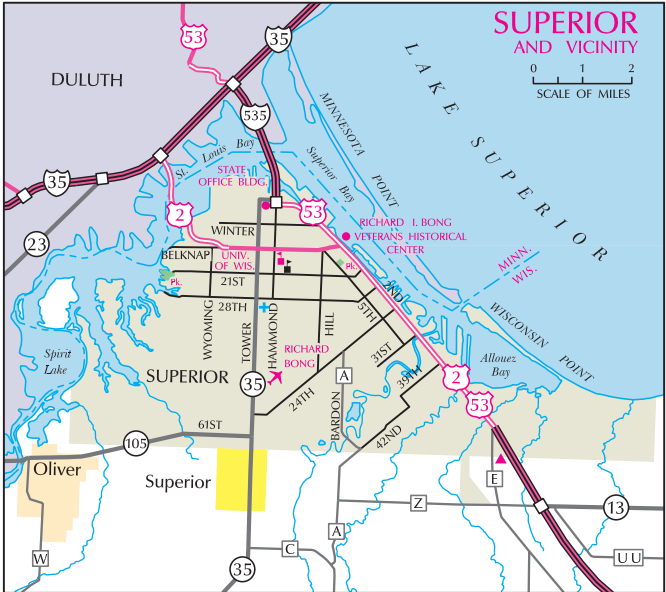 SUPERIOR
AND VICINITY
0 1 2
SCALE OF MILES
53
35
DULUTH
535
LAKE SUPERIOR
MINNESOTA
POINT
St. Louis Bay
Superior Bay
STATE
OFFICE BLDG.
35
53
2
RICHARD I. BONG
VETERANS HISTORICAL
CENTER
WINTER
23
BELKNAP
UNIV.
OF WIS.
Pk.
Pk.
21ST
MINN.
WIS.
2ND
28TH
5TH
WISCONSIN
POINT
WYOMING
TOWER
HAMMOND
HILL
31ST
Spirit
Lake
RICHARD
BONG
Allouez
Bay
SUPERIOR
35
A
39TH
2
24TH
53
BARDON
61ST
42ND
105
Oliver
Superior
E
Z
13
A
W
C
UU
35